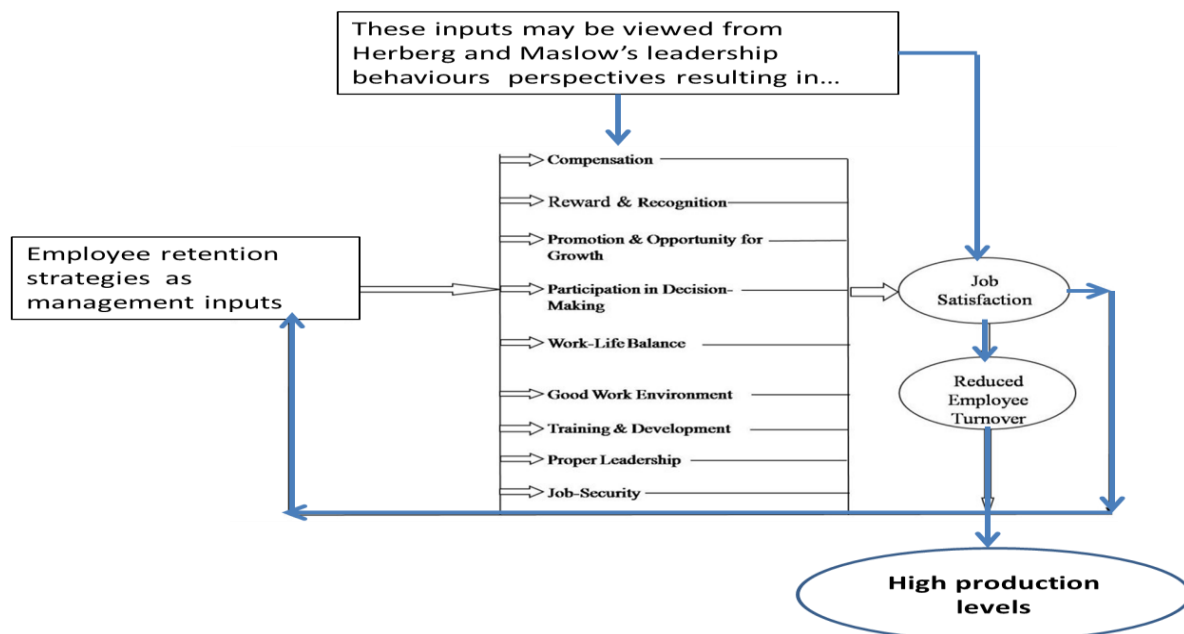 These inputs may be viewed from
Herberg and Maslow's leadership
behaviours perspectives resulting in...
Employee retention
strategies as
management inputs
Compensation
Reward & Recognition
Promotion & Opportunity for
Growth
Participation in Decision-
Making
Work-Life Balance
Good Work Environment
Training & Development
Proper Leadership
Job-Security
Job
Satisfaction
Reduced
Employee
Turnover
High production
levels